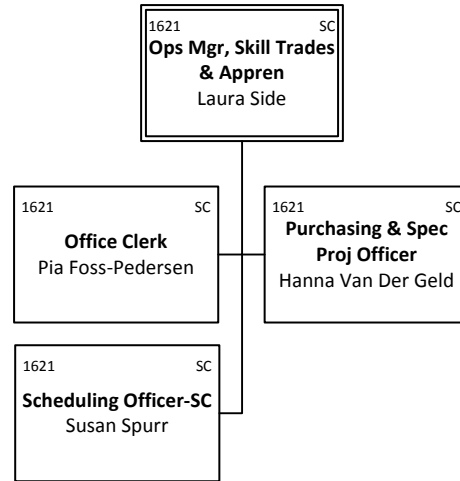 1621 SC
Ops Mgr, Skill Trades
& Appren
Laura Side
1621 SC
Office Clerk
Pia Foss-Pedersen
1621 SC
Purchasing & Spec
Proj Officer
Hanna Van Der Geld
1621 SC
Scheduling Officer-SC
Susan Spurr